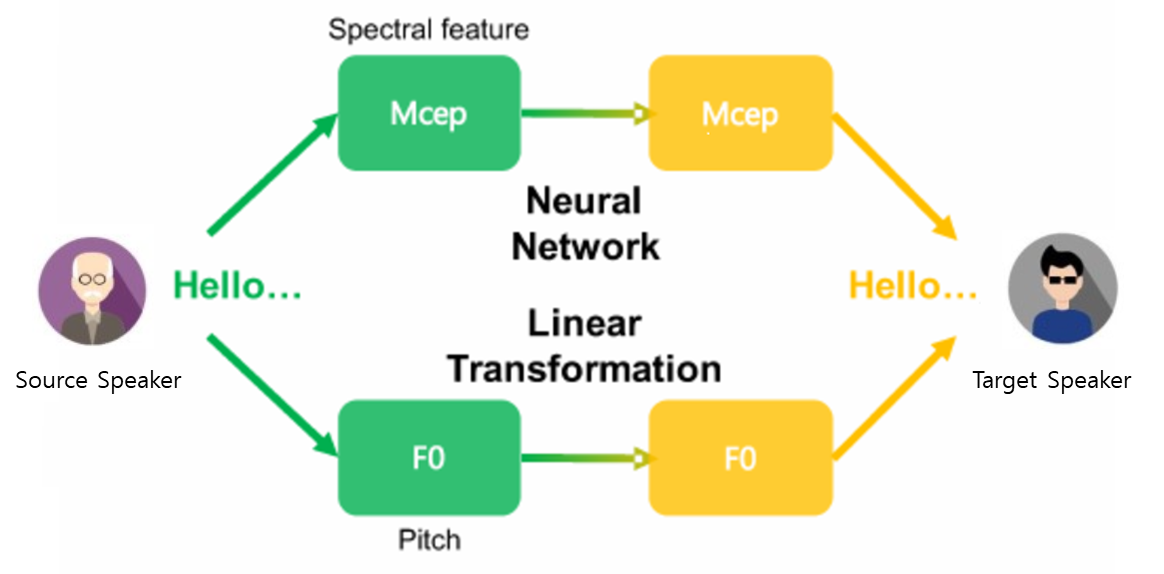 Spectral feature
Mcep
Mcep
Neural
Network
Hello...
Hello...
Linear
Transformation
Source Speaker
Target Speaker
F0
F0
Pitch